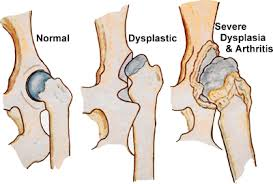 Normal
Dysplastic
Severe
Dysplasia
& Arthritis